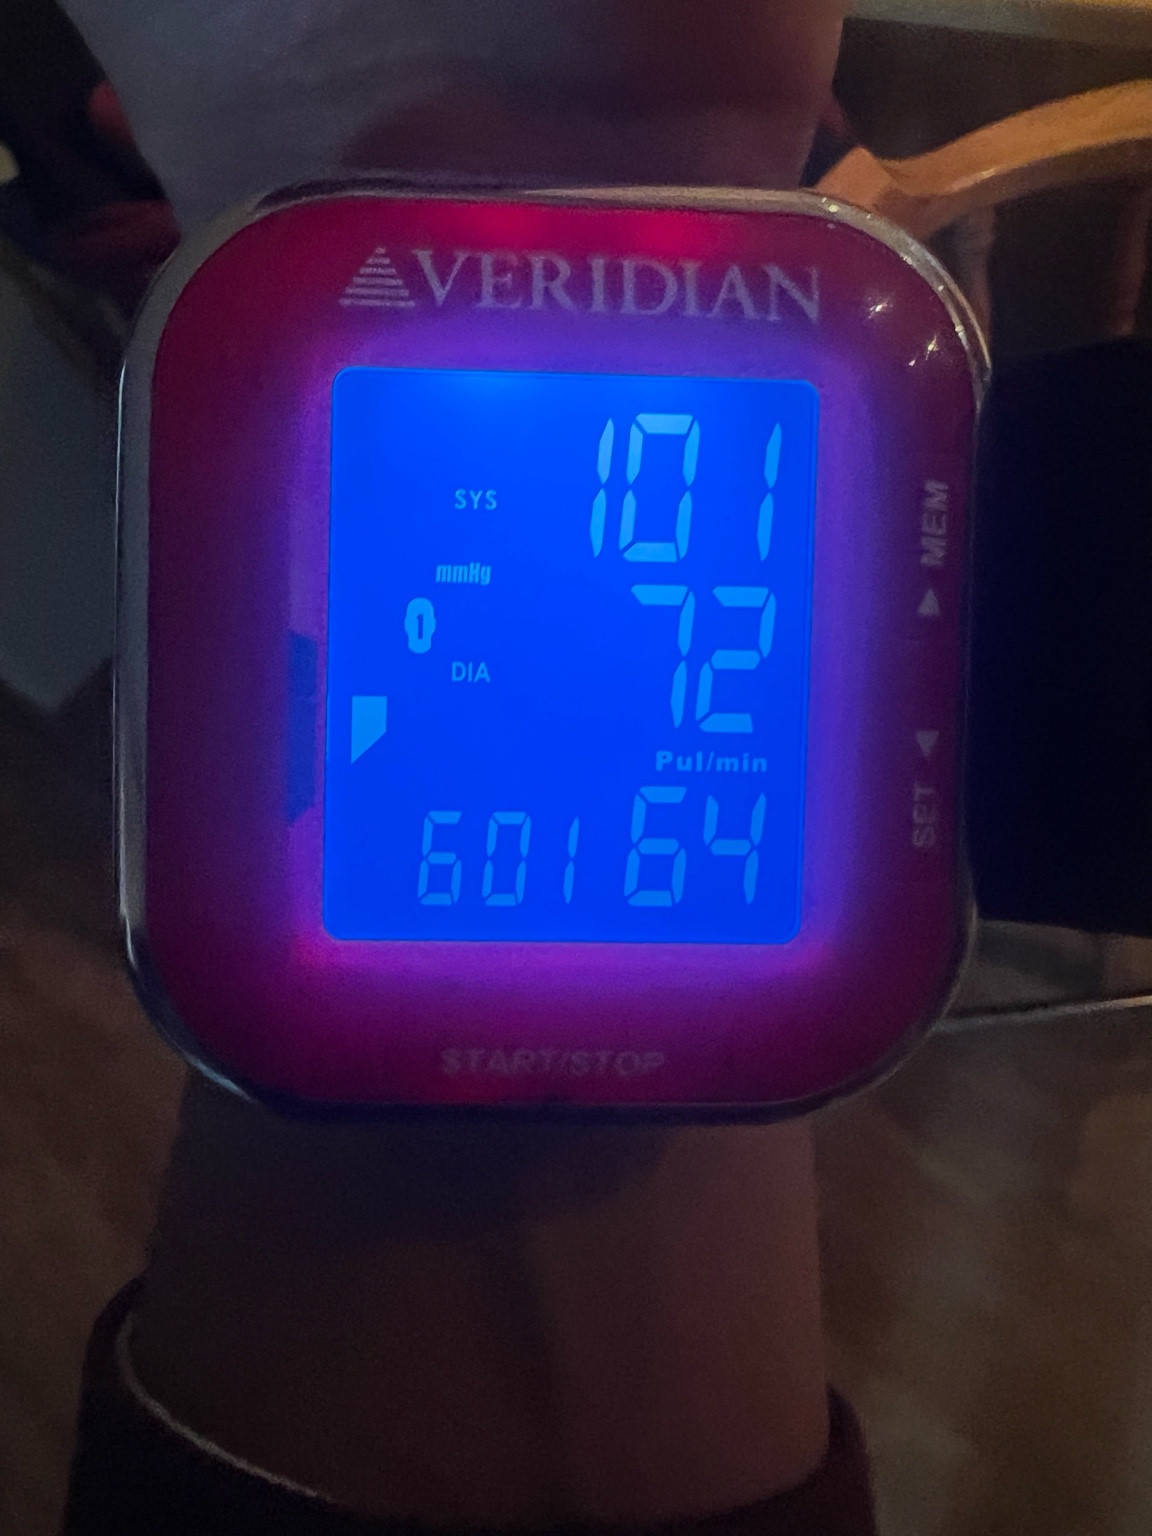 VERIDIAN
SYS 101
mmHg
DIA 72
Pul/min
601 64
▶ MEM
SET ◀
START/STOP